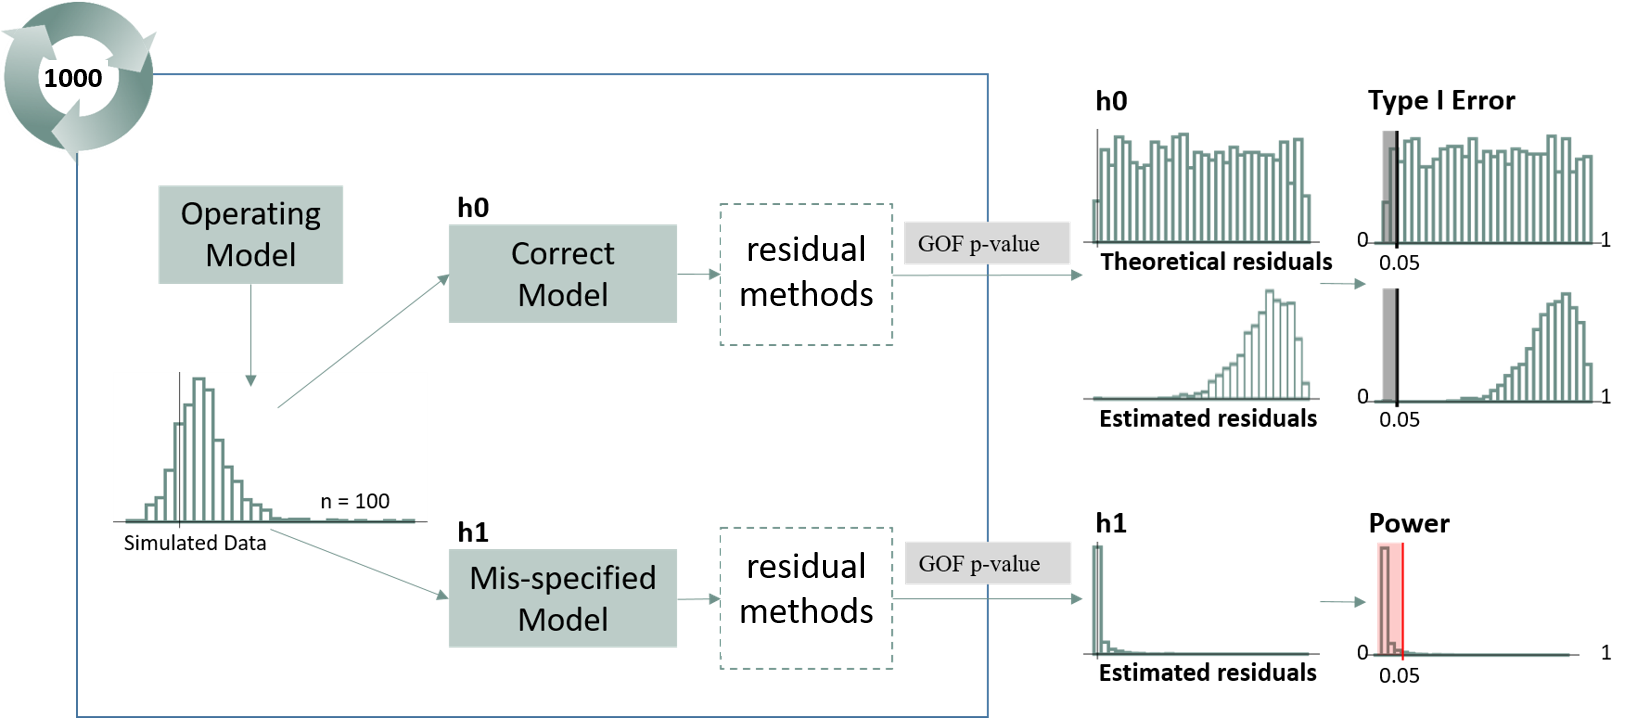 1000
Operating
Model
Simulated Data
n = 100
h0
Correct
Model
residual
methods
GOF p-value
h1
Mis-specified
Model
residual
methods
GOF p-value
h0
Theoretical residuals
Estimated residuals
Type I Error
0
1
0.05
0
1
0.05
h1
Estimated residuals
Power
0
1
0.05